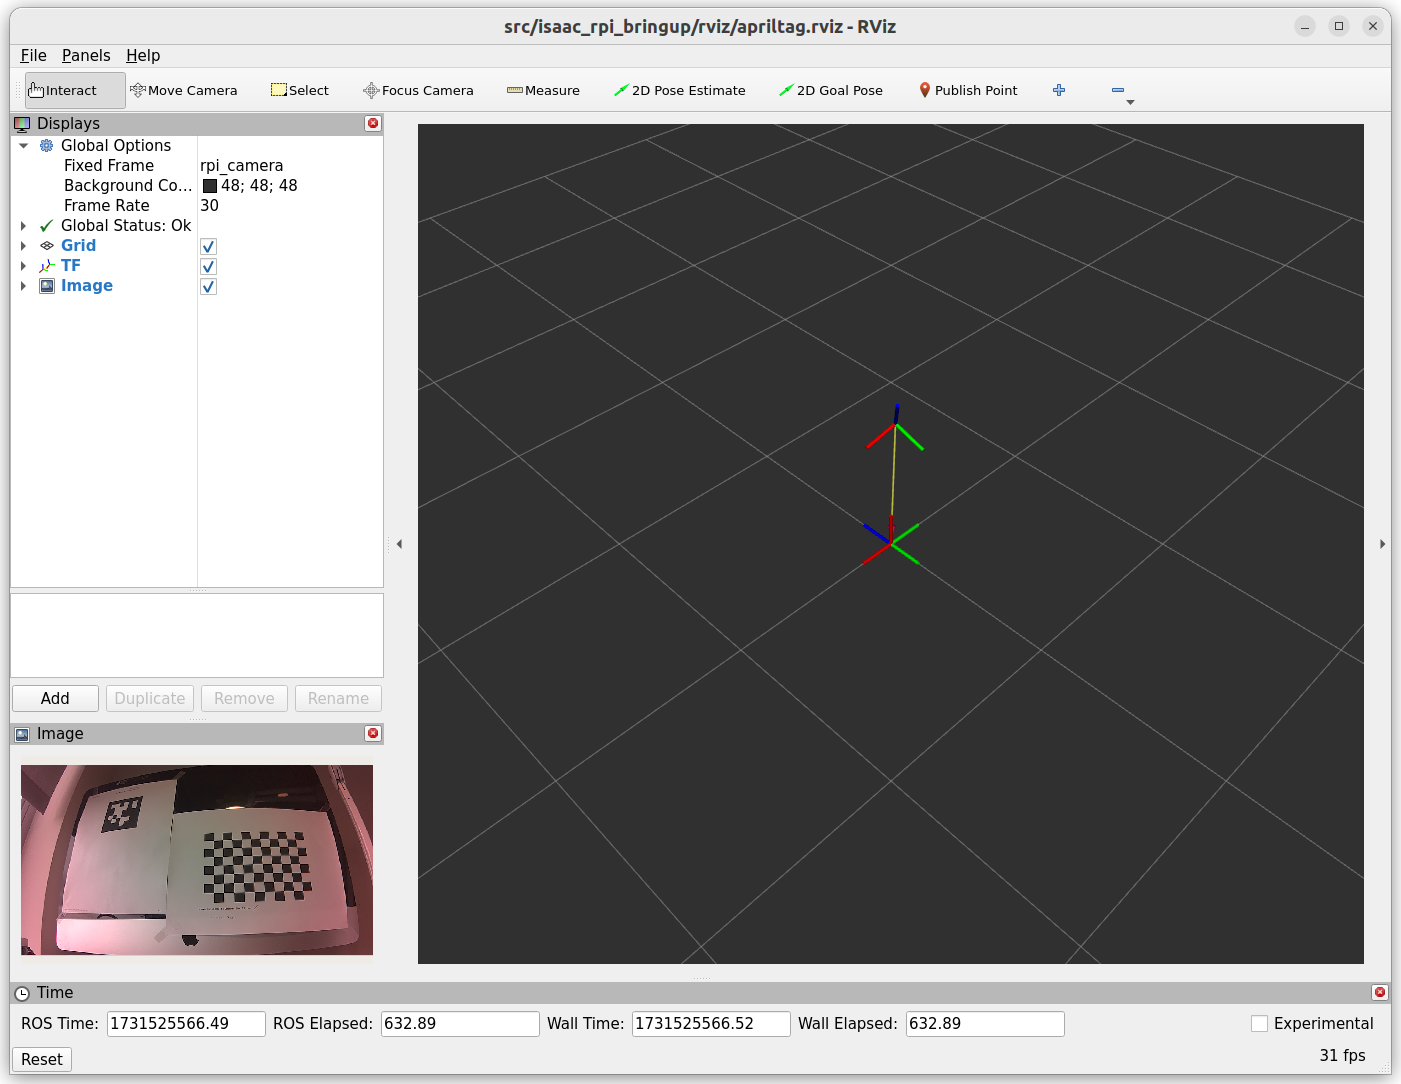 src/isaac_rpi_bringup/rviz/apriltag.rviz - RViz
File Panels Help
Interact Move Camera Select Focus Camera Measure 2D Pose Estimate 2D Goal Pose Publish Point
Displays
Global Options
Fixed Frame rpi_camera
Background Co... 48; 48; 48
Frame Rate 30
Global Status: Ok
Grid
TF
Image
Add Duplicate Remove Rename
Image
Time
ROS Time: 1731525566.49 ROS Elapsed: 632.89 Wall Time: 1731525566.52 Wall Elapsed: 632.89 Experimental
Reset 31 fps